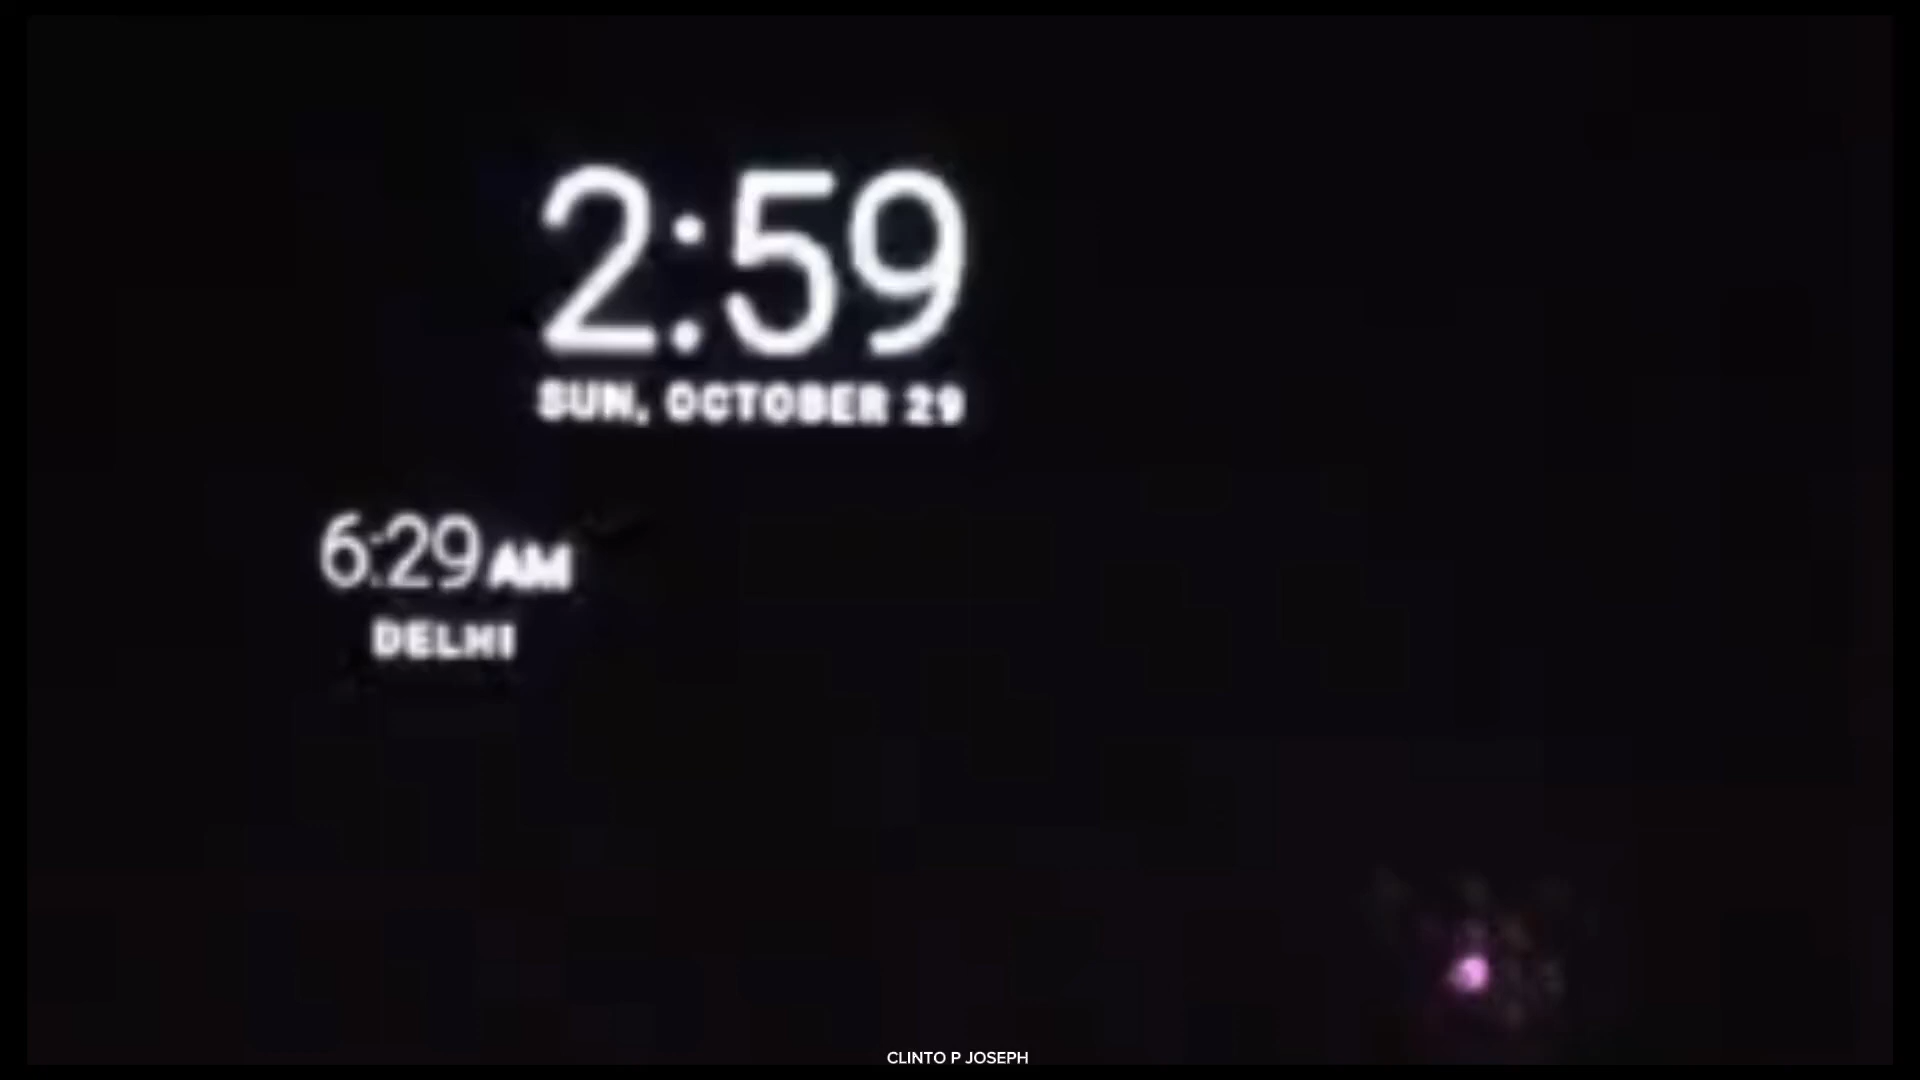 2:59
SUN, OCTOBER 29
6:29 AM
DELHI
CLINTO P JOSEPH